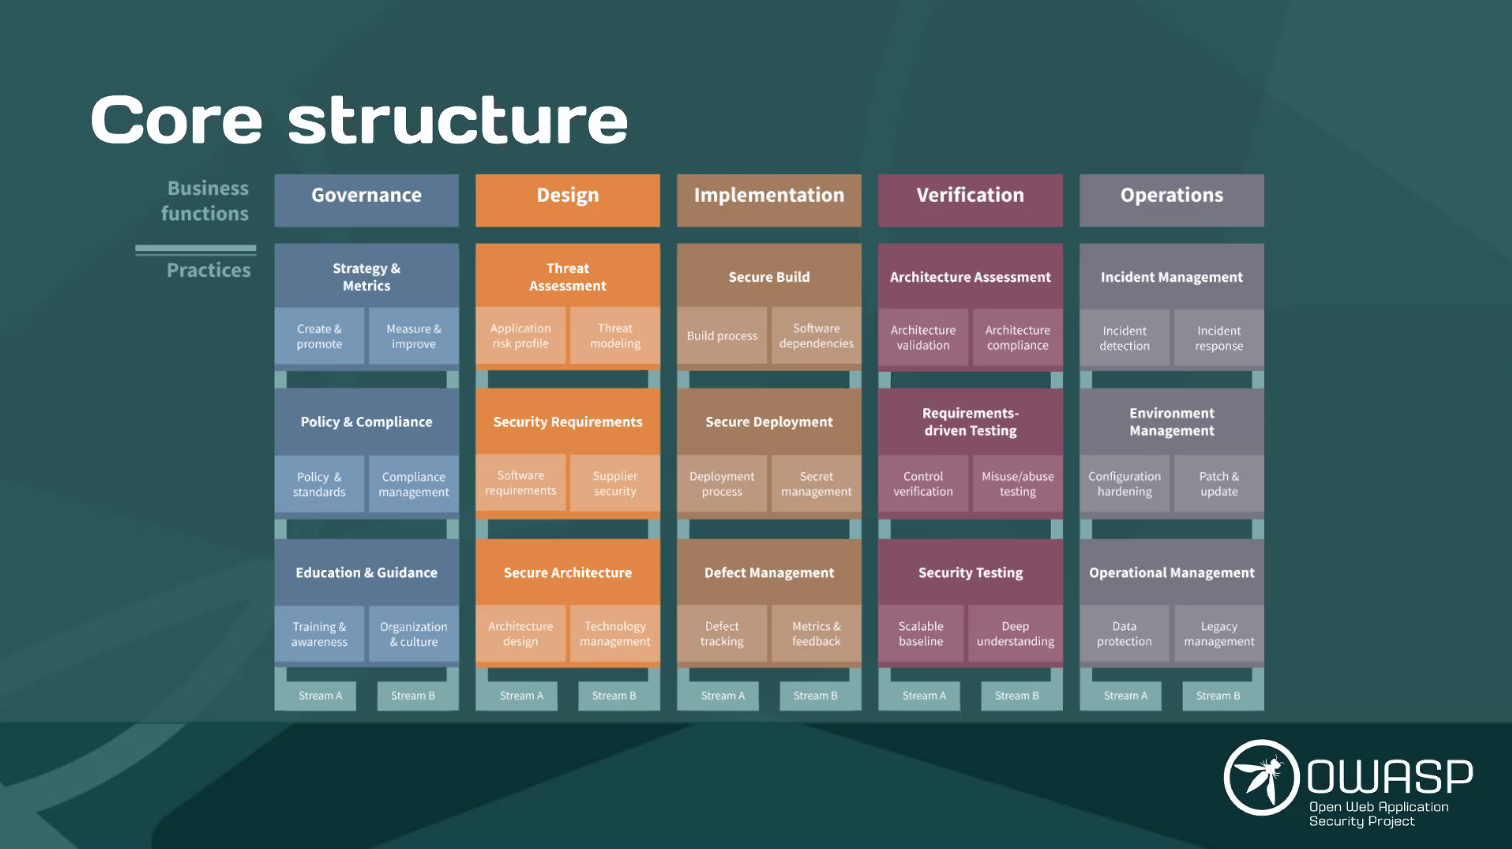 Core structure
Business
functions
Governance
Design
Implementation
Verification
Operations
Practices
Strategy &
Metrics
Threat
Assessment
Secure Build
Architecture Assessment
Incident Management
Create &
promote
Measure &
improve
Application
risk profile
Threat
modeling
Build process
Software
dependencies
Architecture
validation
Architecture
compliance
Incident
detection
Incident
response
Policy & Compliance
Security Requirements
Secure Deployment
Requirements-
driven Testing
Environment
Management
Policy &
standards
Compliance
management
Software
requirements
Supplier
security
Deployment
process
Secret
management
Control
verification
Misuse/abuse
testing
Configuration
hardening
Patch &
update
Education & Guidance
Secure Architecture
Defect Management
Security Testing
Operational Management
Training &
awareness
Organization
& culture
Architecture
design
Technology
management
Defect
tracking
Metrics &
feedback
Scalable
baseline
Deep
understanding
Data
protection
Legacy
management
Stream A
Stream B
Stream A
Stream B
Stream A
Stream B
Stream A
Stream B
Stream A
Stream B
OWASP
Open Web Application
Security Project